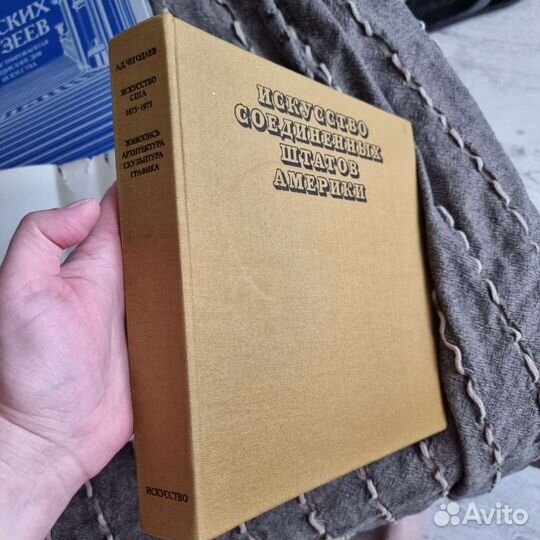 СКИХ
ЗЕЕВ
А.Д.ЧЕГОДАЕВ
ИСКУССТВО
США
1675-1975
ЖИВОПИСЬ
АРХИТЕКТУРА
СКУЛЬПТУРА
ГРАФИКА
ИСКУССТВО
ИСКУССТВО
СОЕДИНЕННЫХ
ШТАТОВ
АМЕРИКИ
Avito